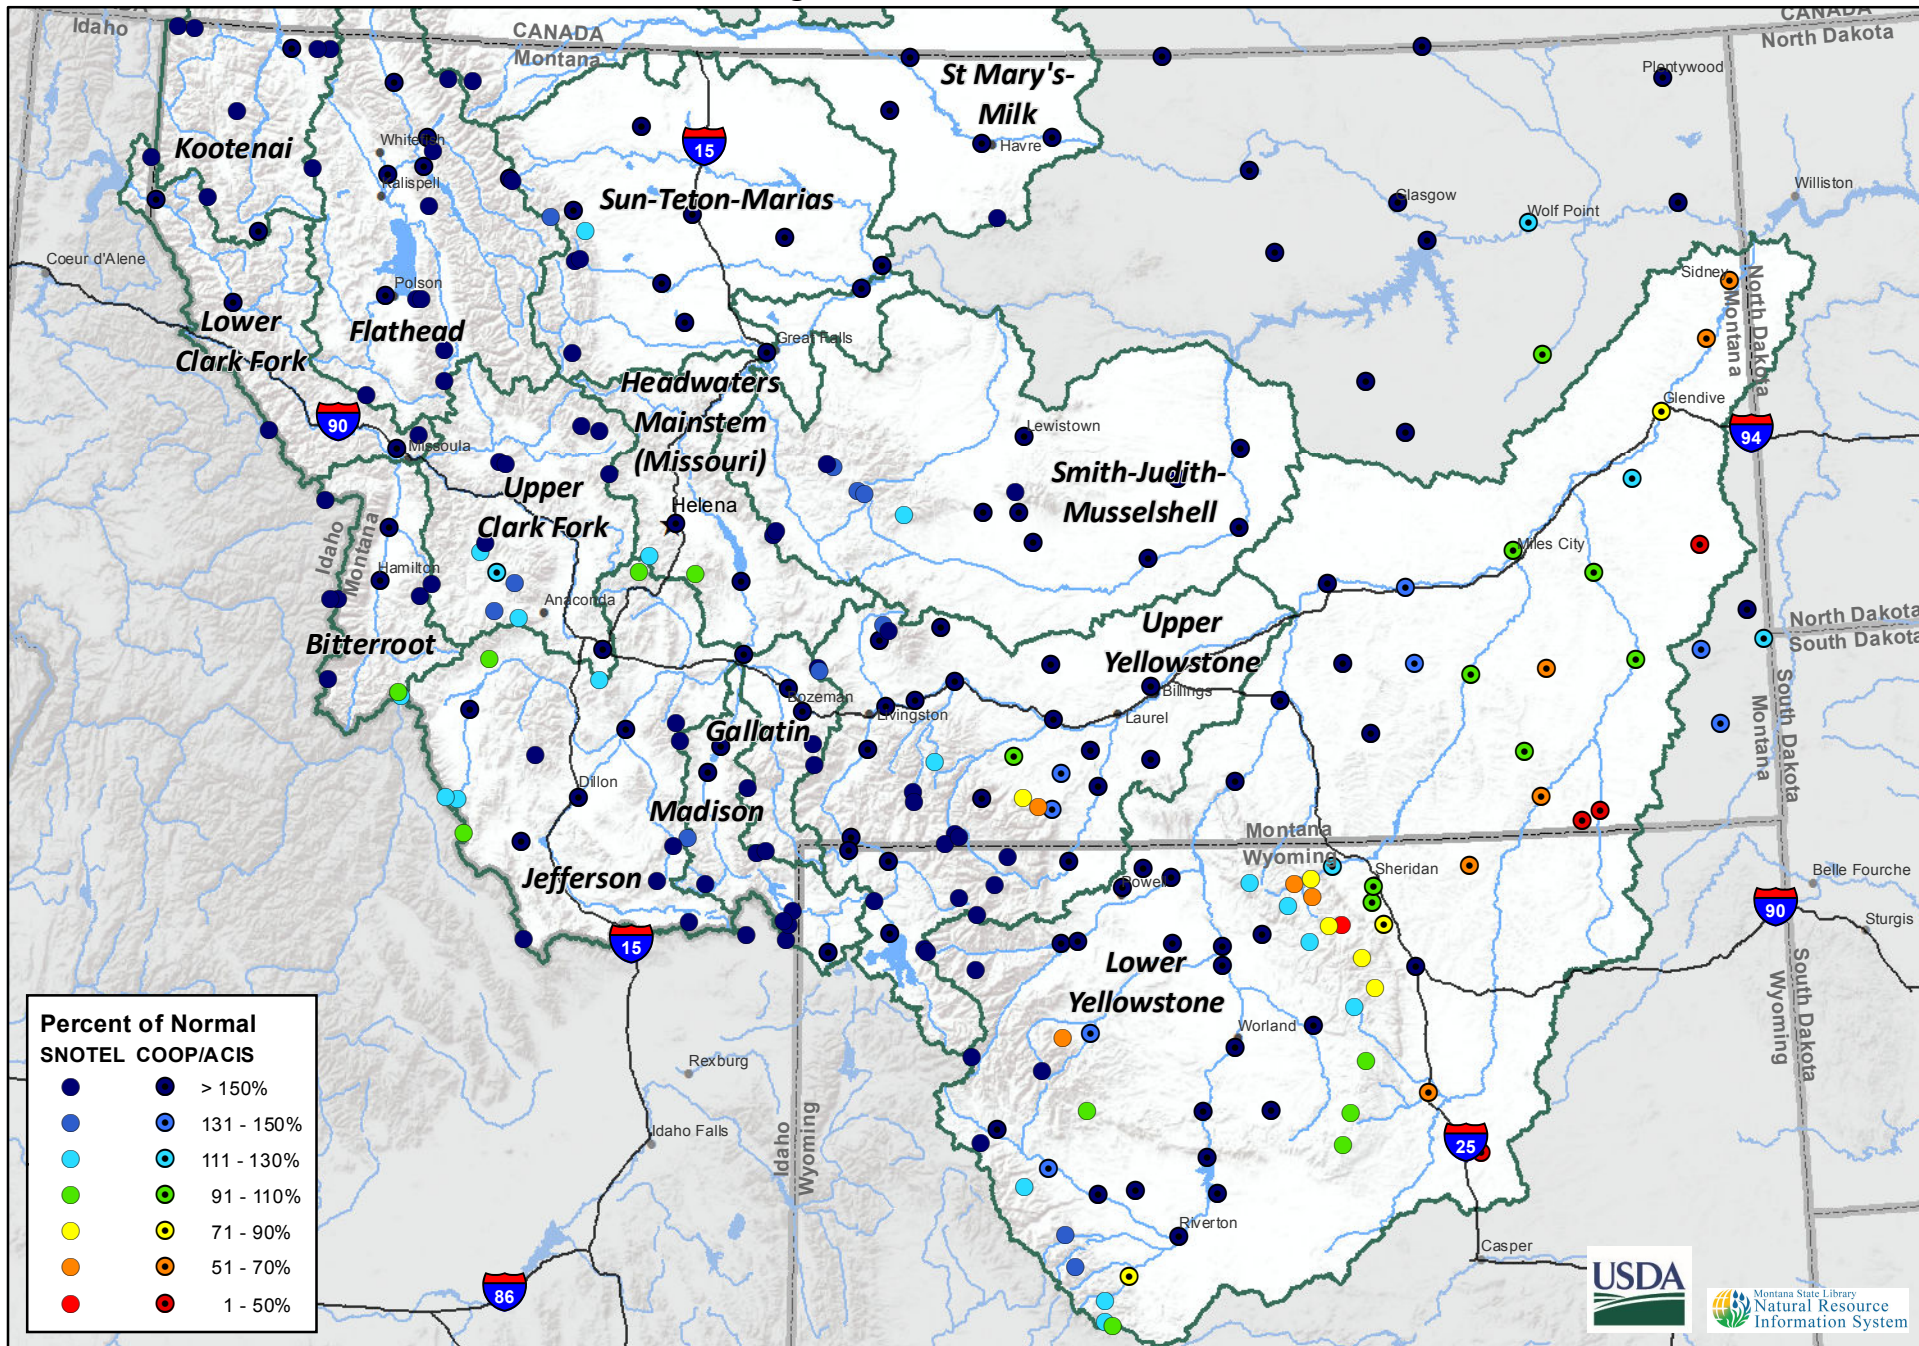 CANADA
Idaho
CANADA
Montana
CANADA
North Dakota
St Mary's-
Milk
Plentywood
Kootenai
Whitefish
15
Havre
Kalispell
Sun-Teton-Marias
Glasgow
Wolf Point
Williston
Coeur d'Alene
Polson
Sidney
North Dakota
Montana
Lower
Clark Fork
Flathead
Great Falls
Headwaters
Mainstem
(Missouri)
90
Missoula
Lewistown
Glendive
94
Smith-Judith-
Musselshell
Upper
Clark Fork
Helena
Idaho
Montana
Miles City
Hamilton
Anaconda
North Dakota
South Dakota
Bitterroot
Upper
Yellowstone
Bozeman
Livingston
Billings
Laurel
Gallatin
South Dakota
Montana
Dillon
Madison
Montana
Wyoming
Jefferson
Powell
Sheridan
Belle Fourche
90
Sturgis
15
Lower
Yellowstone
South Dakota
Wyoming
Worland
Rexburg
Idaho
Wyoming
Idaho Falls
25
Riverton
Casper
86
Percent of Normal
SNOTEL COOP/ACIS
> 150%
131 - 150%
111 - 130%
91 - 110%
71 - 90%
51 - 70%
1 - 50%
USDA
Montana State Library
Natural Resource
Information System